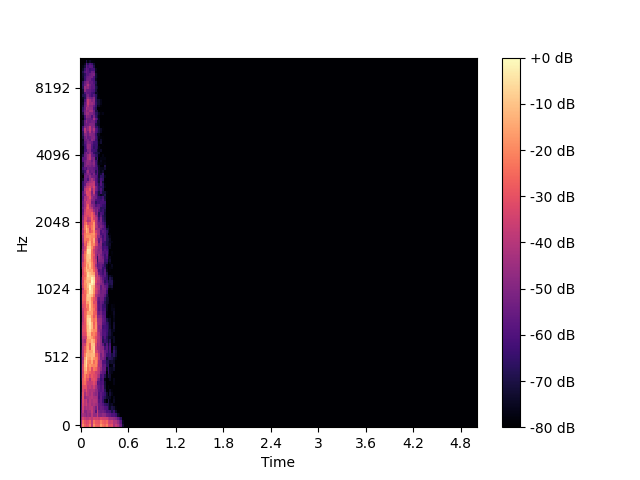 +0 dB
8192
-10 dB
4096
-20 dB
-30 dB
2048
Hz
-40 dB
1024
-50 dB
-60 dB
512
-70 dB
0
-80 dB
0 0.6 1.2 1.8 2.4 3 3.6 4.2 4.8
Time